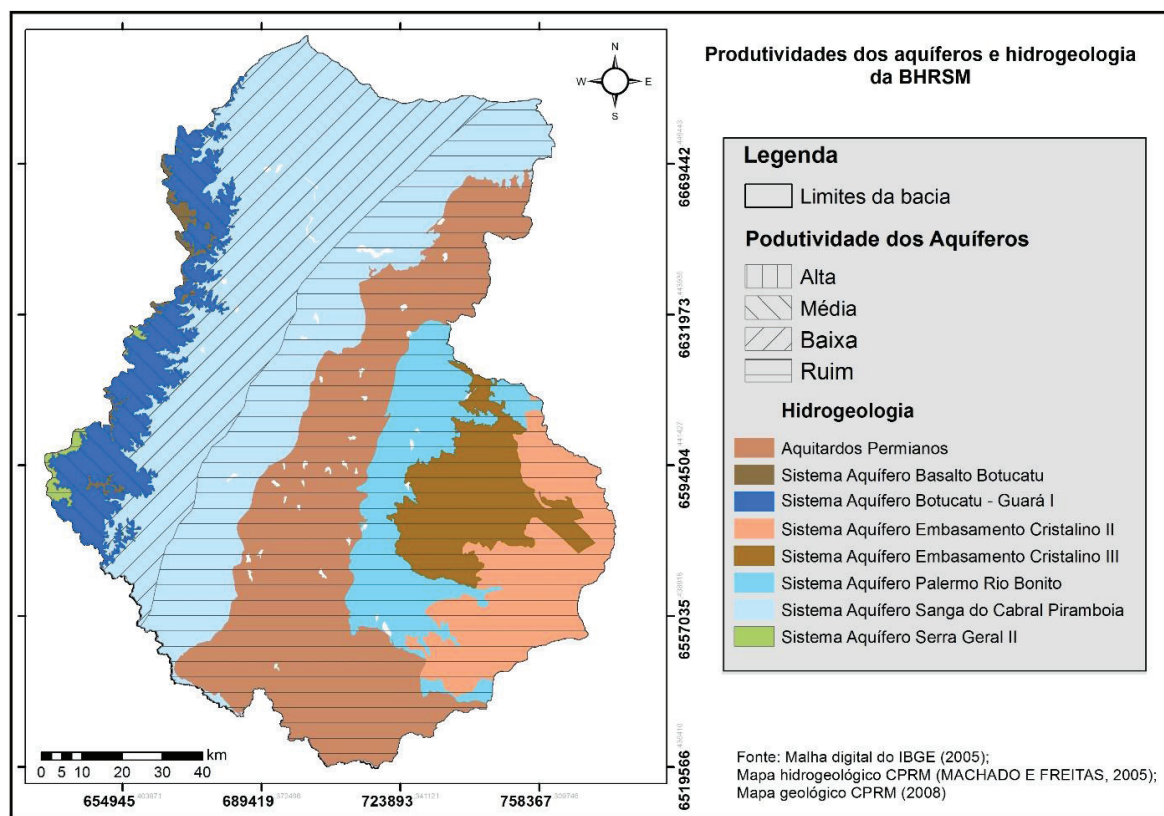 Produtividades dos aquíferos e hidrogeologia
da BHRSM
N
W
E
S
Legenda
Limites da bacia
Podutividade dos Aquíferos
Alta
Média
Baixa
Ruim
Hidrogeologia
Aquitardos Permianos
Sistema Aquífero Basalto Botucatu
Sistema Aquífero Botucatu - Guará I
Sistema Aquífero Embasamento Cristalino II
Sistema Aquífero Embasamento Cristalino III
Sistema Aquífero Palermo Rio Bonito
Sistema Aquífero Sanga do Cabral Piramboia
Sistema Aquífero Serra Geral II
6669442
6631973
6594504
6557035
6519566
km
0 5 10 20 30 40
654945
689419
723893
758367
Fonte: Malha digital do IBGE (2005);
Mapa hidrogeológico CPRM (MACHADO E FREITAS, 2005);
Mapa geológico CPRM (2008)